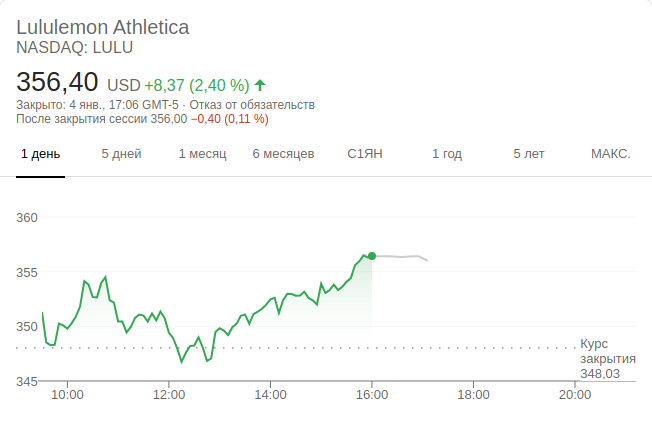 Lululemon Athletica
NASDAQ: LULU
356,40 USD +8,37 (2,40 %)
Закрыто: 4 янв., 17:06 GMT-5 · Отказ от обязательств
После закрытия сессии 356,00 −0,40 (0,11 %)
1 день 5 дней 1 месяц 6 месяцев С1ЯН 1 год 5 лет МАКС.
360
355
350
Курс
закрытия
348,03
345
10:00 12:00 14:00 16:00 18:00 20:00